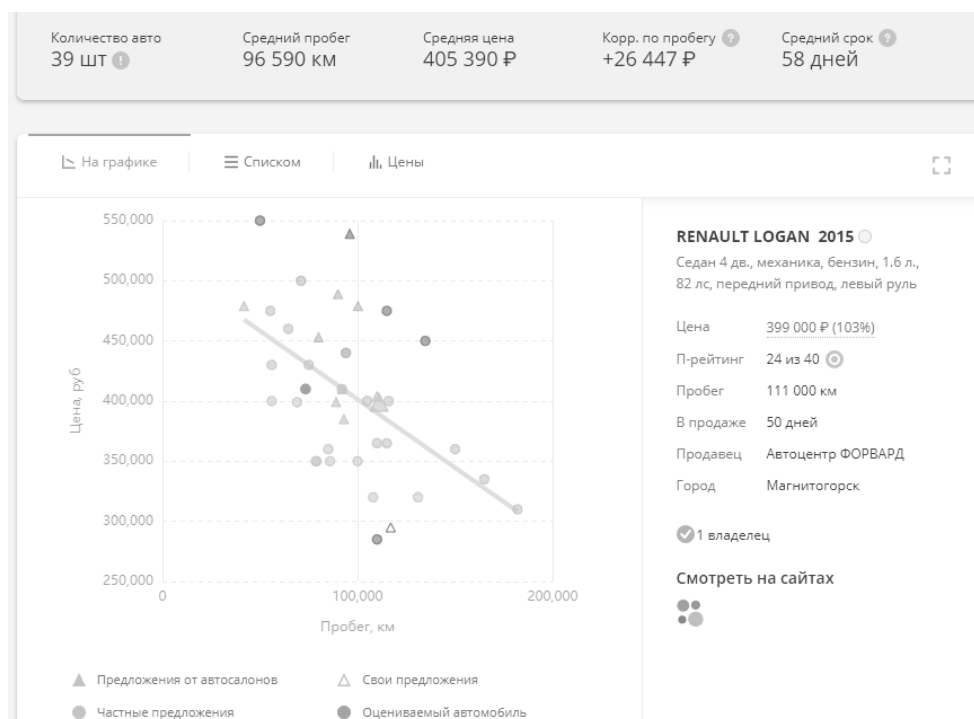 Количество авто
39 шт
Средний пробег
96 590 км
Средняя цена
405 390 ₽
Корр. по пробегу ?
+26 447 ₽
Средний срок ?
58 дней
На графике
Списком
Цены
550,000
500,000
450,000
400,000
350,000
300,000
250,000
Цена, руб
0
100,000
200,000
Пробег, км
Предложения от автосалонов
Свои предложения
Частные предложения
Оцениваемый автомобиль
RENAULT LOGAN 2015
Седан 4 дв., механика, бензин, 1.6 л.,
82 лс, передний привод, левый руль
Цена 399 000 ₽ (103%)
П-рейтинг 24 из 40
Пробег 111 000 км
В продаже 50 дней
Продавец Автоцентр ФОРВАРД
Город Магнитогорск
1 владелец
Смотреть на сайтах